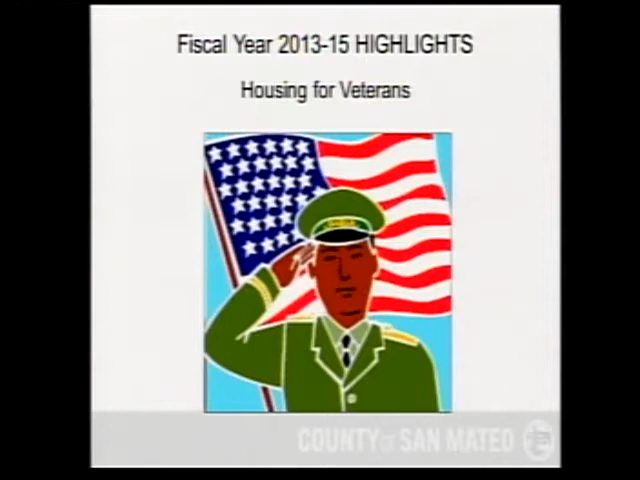 Fiscal Year 2013-15 HIGHLIGHTS
Housing for Veterans
COUNTY of SAN MATEO